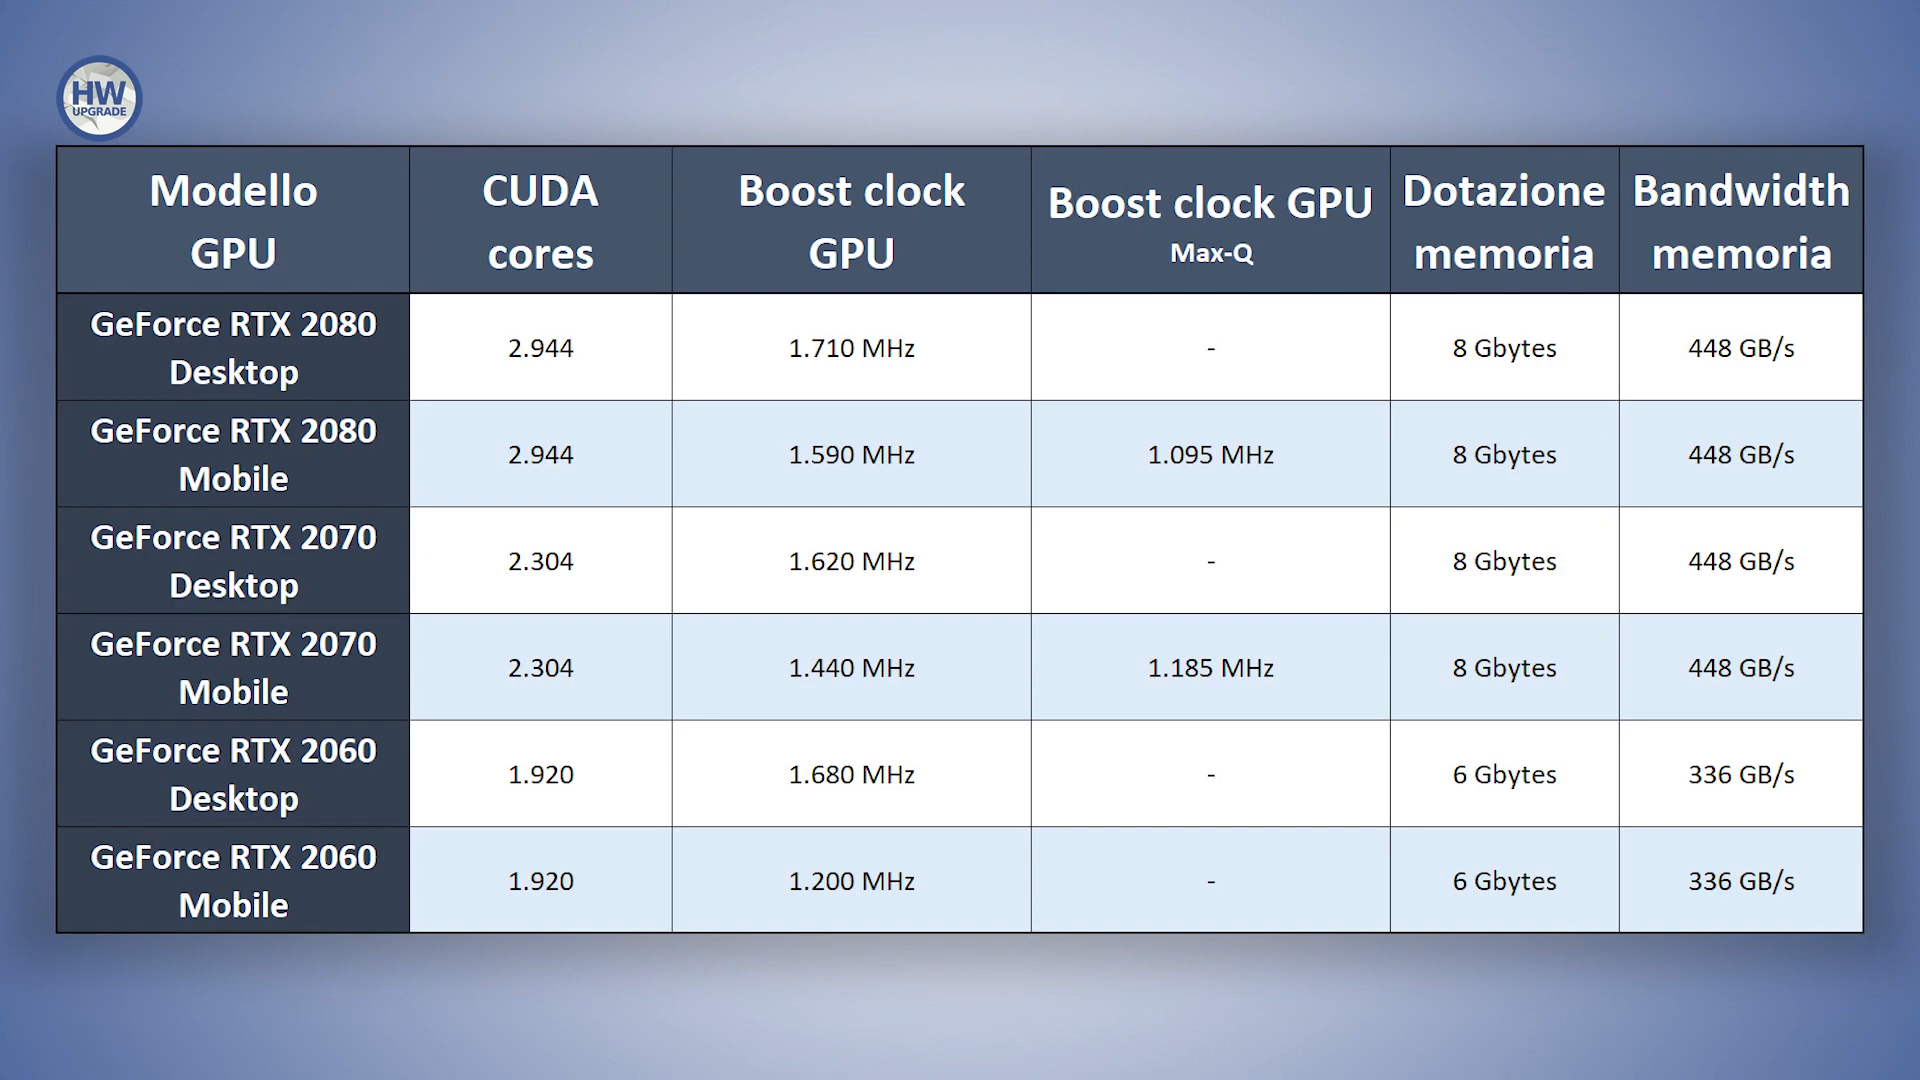 HW
UPGRADE
Modello GPU
CUDA cores
Boost clock GPU
Boost clock GPU Max-Q
Dotazione memoria
Bandwidth memoria
GeForce RTX 2080 Desktop
2.944
1.710 MHz
-
8 Gbytes
448 GB/s
GeForce RTX 2080 Mobile
2.944
1.590 MHz
1.095 MHz
8 Gbytes
448 GB/s
GeForce RTX 2070 Desktop
2.304
1.620 MHz
-
8 Gbytes
448 GB/s
GeForce RTX 2070 Mobile
2.304
1.440 MHz
1.185 MHz
8 Gbytes
448 GB/s
GeForce RTX 2060 Desktop
1.920
1.680 MHz
-
6 Gbytes
336 GB/s
GeForce RTX 2060 Mobile
1.920
1.200 MHz
-
6 Gbytes
336 GB/s